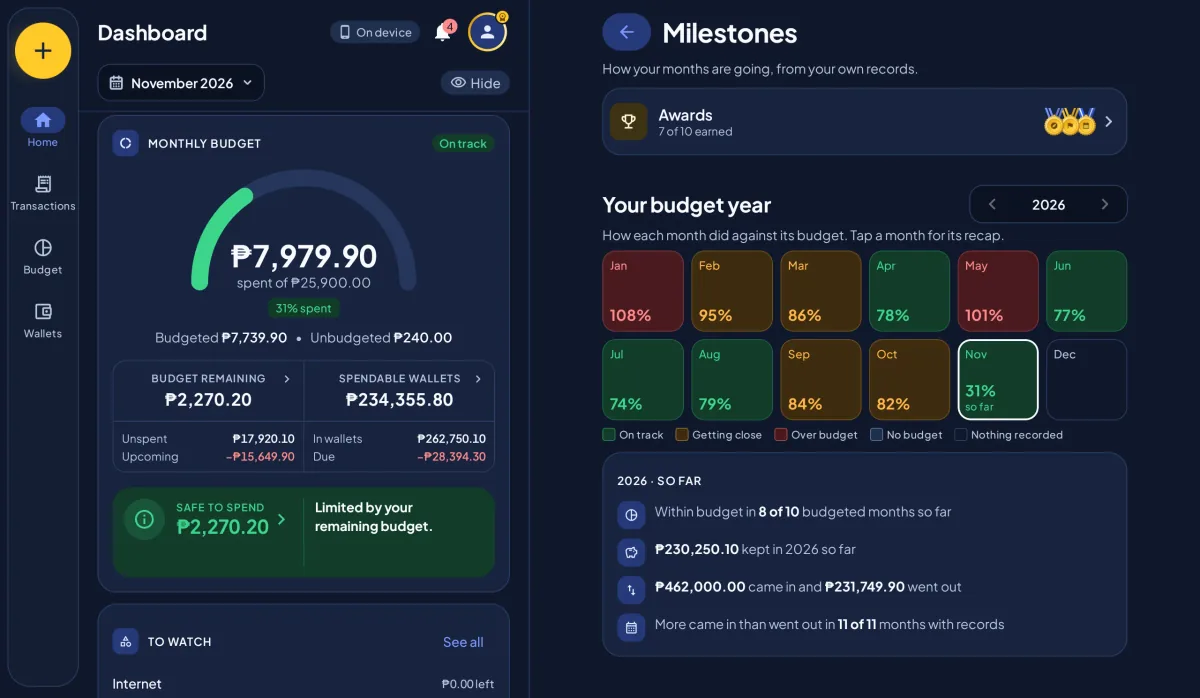 Dashboard
On device
4
November 2026
Hide
Home
Transactions
Budget
Wallets
MONTHLY BUDGET
On track
₱7,979.90
spent of ₱25,900.00
31% spent
Budgeted ₱7,739.90 • Unbudgeted ₱240.00
BUDGET REMAINING
₱2,270.20
SPENDABLE WALLETS
₱234,355.80
Unspent ₱17,920.10
Upcoming −₱15,649.90
In wallets ₱262,750.10
Due −₱28,394.30
SAFE TO SPEND
₱2,270.20
Limited by your
remaining budget.
TO WATCH
See all
Internet
₱0.00 left
Milestones
How your months are going, from your own records.
Awards
7 of 10 earned
Your budget year
2026
How each month did against its budget. Tap a month for its recap.
Jan
108%
Feb
95%
Mar
86%
Apr
78%
May
101%
Jun
77%
Jul
74%
Aug
79%
Sep
84%
Oct
82%
Nov
31%
so far
Dec
On track
Getting close
Over budget
No budget
Nothing recorded
2026 · SO FAR
Within budget in 8 of 10 budgeted months so far
₱230,250.10 kept in 2026 so far
₱462,000.00 came in and ₱231,749.90 went out
More came in than went out in 11 of 11 months with records